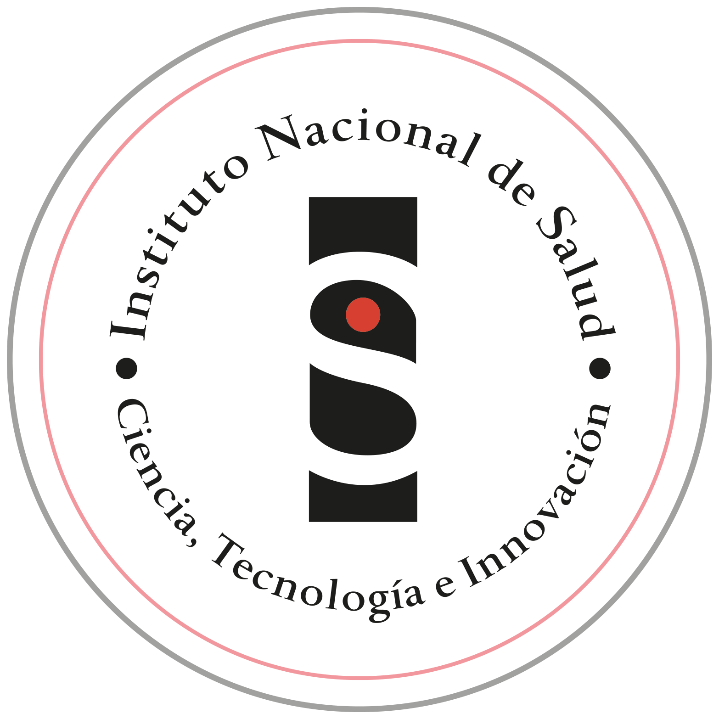 Instituto Nacional de Salud
Ciencia, Tecnología e Innovación